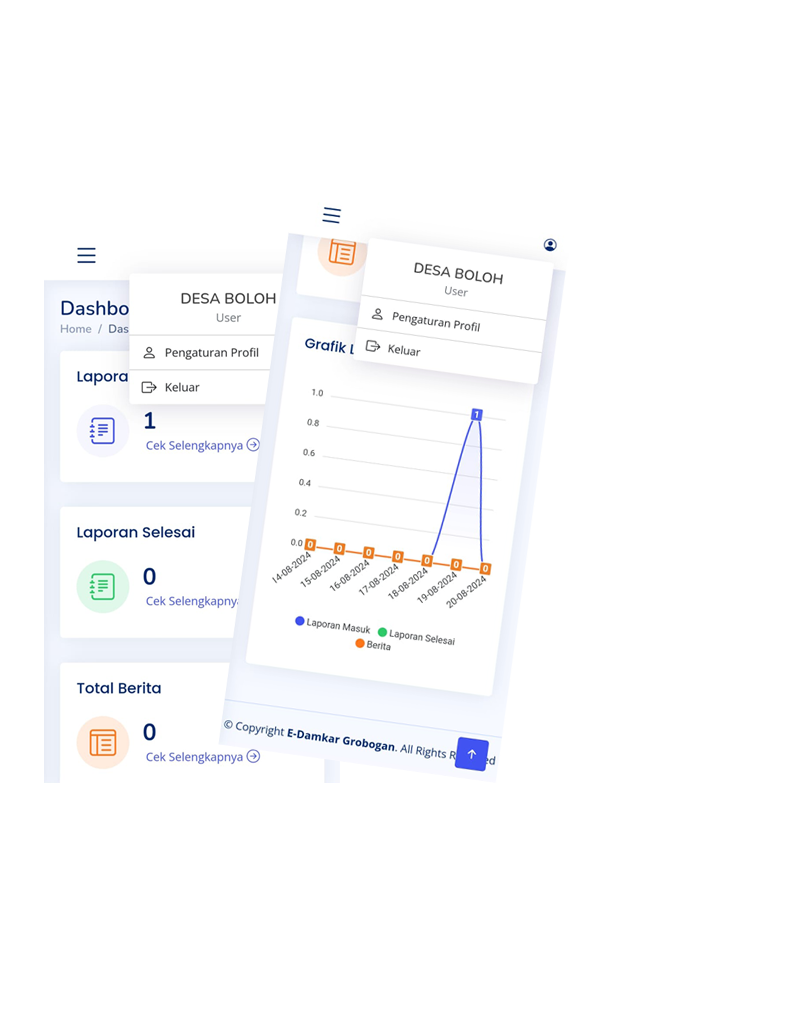 Dashbo
Home / Das
DESA BOLOH
User
Pengaturan Profil
Keluar
Lapora
1
Cek Selengkapnya
Laporan Selesai
0
Cek Selengkapny
Total Berita
0
Cek Selengkapnya
DESA BOLOH
User
Pengaturan Profil
Keluar
Grafik L
1.0
0.8
0.6
0.4
0.2
0.0
1
0 0 0 0 0 0 0
14-08-2024 15-08-2024 16-08-2024 17-08-2024 18-08-2024 19-08-2024 20-08-2024
Laporan Masuk Laporan Selesai
Berita
© Copyright E-Damkar Grobogan. All Rights R ed